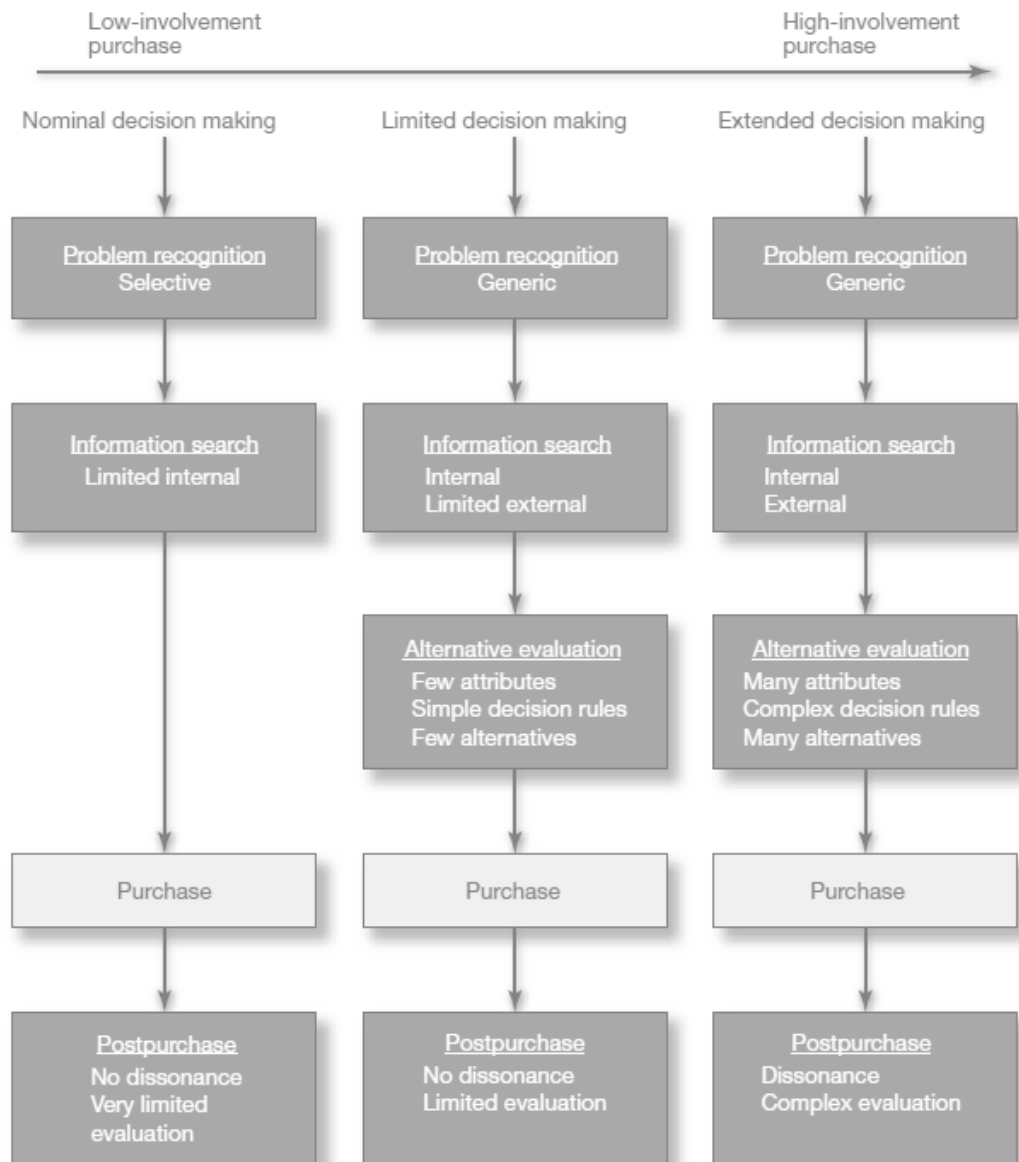 Low-involvement
purchase
High-involvement
purchase
Nominal decision making
Limited decision making
Extended decision making
Problem recognition
Selective
Problem recognition
Generic
Problem recognition
Generic
Information search
Limited internal
Information search
Internal
Limited external
Information search
Internal
External
Alternative evaluation
Few attributes
Simple decision rules
Few alternatives
Alternative evaluation
Many attributes
Complex decision rules
Many alternatives
Purchase
Purchase
Purchase
Postpurchase
No dissonance
Very limited
evaluation
Postpurchase
No dissonance
Limited evaluation
Postpurchase
Dissonance
Complex evaluation